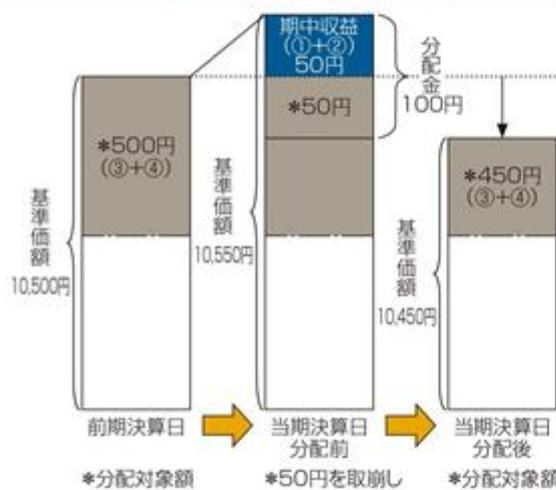 期中収益
(①+②)
50円
*50円
分配金
100円
*500円
(③+④)
基準価額
10,500円
基準価額
10,550円
*450円
(③+④)
基準価額
10,450円
前期決算日
当期決算日
分配前
当期決算日
分配後
*分配対象額
*50円を取崩し
*分配対象額